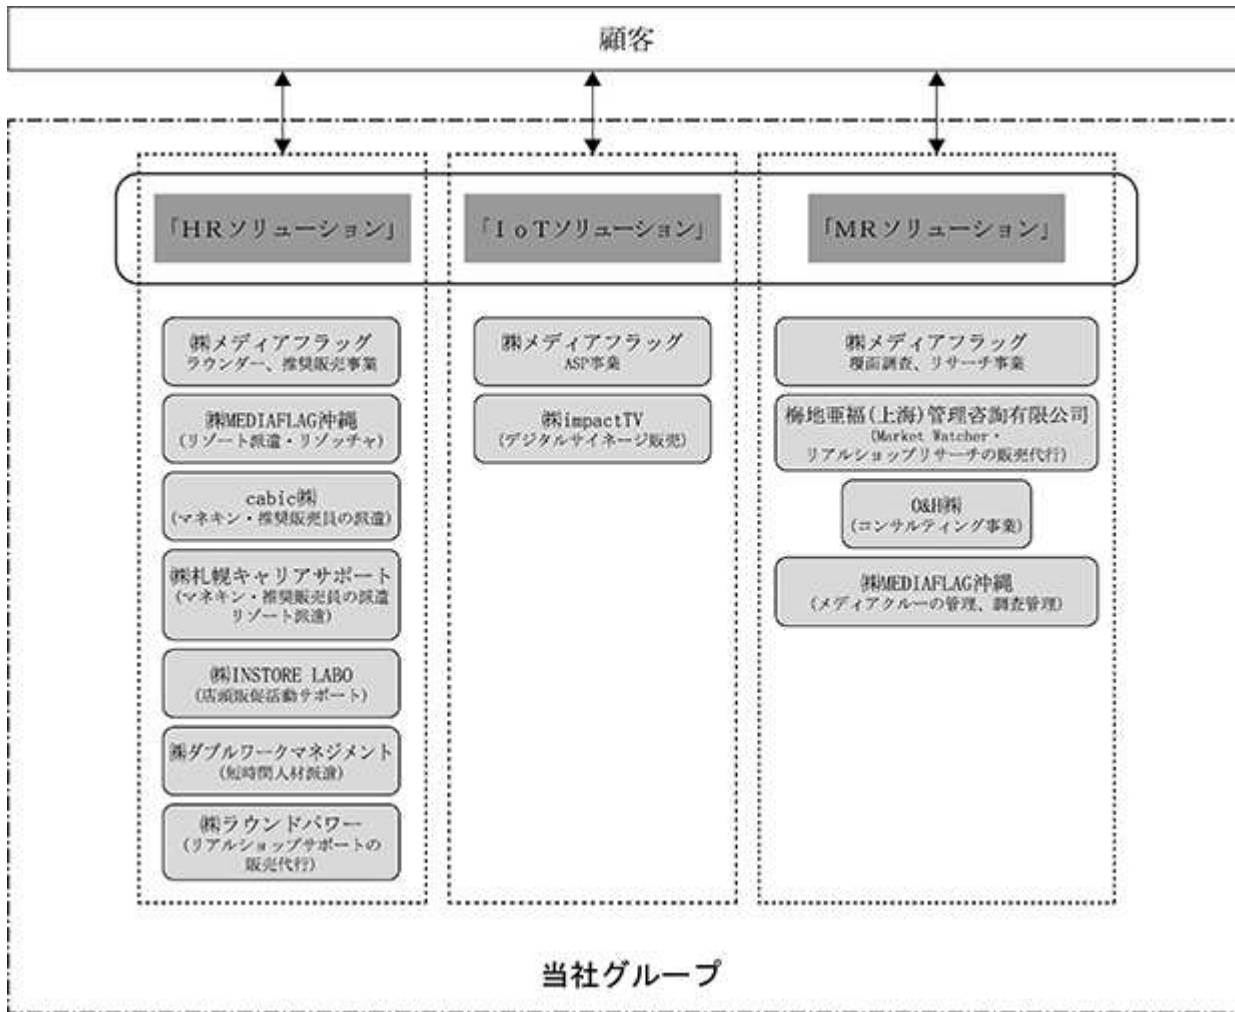 顧客
「HRソリューション」
㈱メディアフラッグ
ラウンダー、推奨販売事業
㈱MEDIAFLAG沖縄
(リゾート派遣・リゾッチャ)
cabic㈱
(マネキン・推奨販売員の派遣)
㈱札幌キャリアサポート
(マネキン・推奨販売員の派遣
リゾート派遣)
㈱INSTORE LABO
(店頭販促活動サポート)
㈱ダブルワークマネジメント
(短時間人材派遣)
㈱ラウンドパワー
(リアルショップサポートの
販売代行)
「IoTソリューション」
㈱メディアフラッグ
ASP事業
㈱impactTV
(デジタルサイネージ販売)
「MRソリューション」
㈱メディアフラッグ
覆面調査、リサーチ事業
梅地亜福(上海)管理咨詢有限公司
(Market Watcher・
リアルショップリサーチの販売代行)
O&H㈱
(コンサルティング事業)
㈱MEDIAFLAG沖縄
(メディアクルーの管理、調査管理)
当社グループ